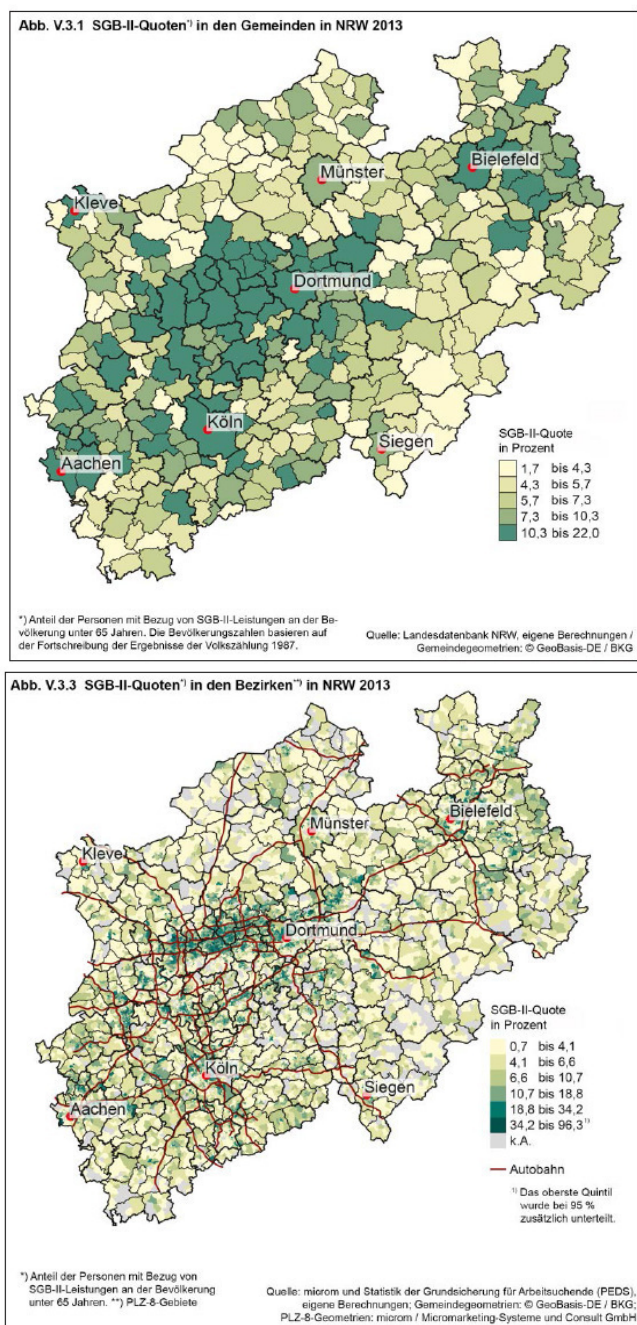 Abb. V.3.1 SGB-II-Quoten*) in den Gemeinden in NRW 2013
Münster
Bielefeld
Kleve
Dortmund
Köln
Siegen
Aachen
SGB-II-Quote
in Prozent
1,7 bis 4,3
4,3 bis 5,7
5,7 bis 7,3
7,3 bis 10,3
10,3 bis 22,0
*) Anteil der Personen mit Bezug von SGB-II-Leistungen an der Be-
völkerung unter 65 Jahren. Die Bevölkerungszahlen basieren auf
der Fortschreibung der Ergebnisse der Volkszählung 1987.
Quelle: Landesdatenbank NRW, eigene Berechnungen /
Gemeindegeometrien: © GeoBasis-DE / BKG
Abb. V.3.3 SGB-II-Quoten*) in den Bezirken**) in NRW 2013
Bielefeld
Münster
Kleve
Dortmund
Köln
Siegen
Aachen
SGB-II-Quote
in Prozent
0,7 bis 4,1
4,1 bis 6,6
6,6 bis 10,7
10,7 bis 18,8
18,8 bis 34,2
34,2 bis 96,3¹⁾
k.A.
Autobahn
¹⁾ Das oberste Quintil
wurde bei 95 %
zusätzlich unterteilt.
*) Anteil der Personen mit Bezug von
SGB-II-Leistungen an der Bevölkerung
unter 65 Jahren. **) PLZ-8-Gebiete
Quelle: microm und Statistik der Grundsicherung für Arbeitsuchende (PEDS),
eigene Berechnungen; Gemeindegeometrien: © GeoBasis-DE / BKG;
PLZ-8-Geometrien: microm / Micromarketing-Systeme und Consult GmbH